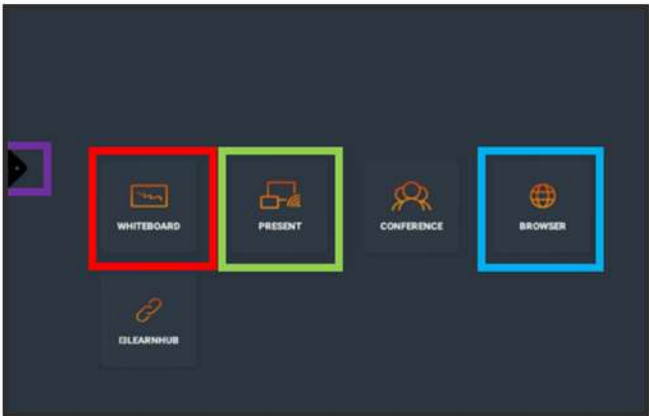 WHITEBOARD
PRESENT
CONFERENCE
BROWSER
I3LEARNHUB